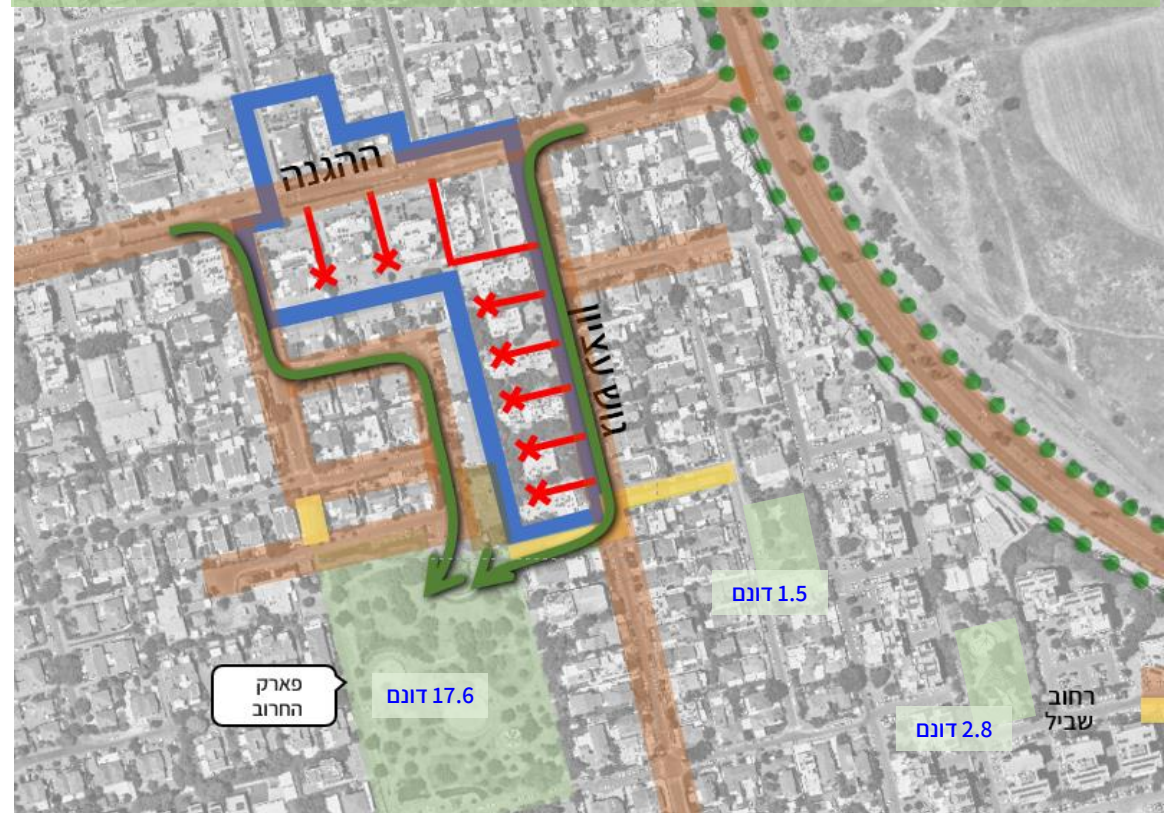 ההגנה
גוש עציון
1.5 דונם
פארק
החרוב
17.6 דונם
רחוב
שביל
2.8 דונם